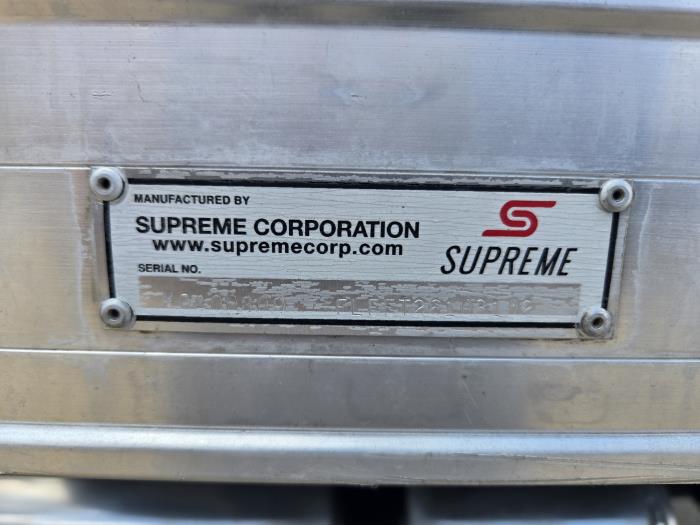 MANUFACTURED BY
SUPREME CORPORATION
www.supremecorp.com
SUPREME
SERIAL NO.